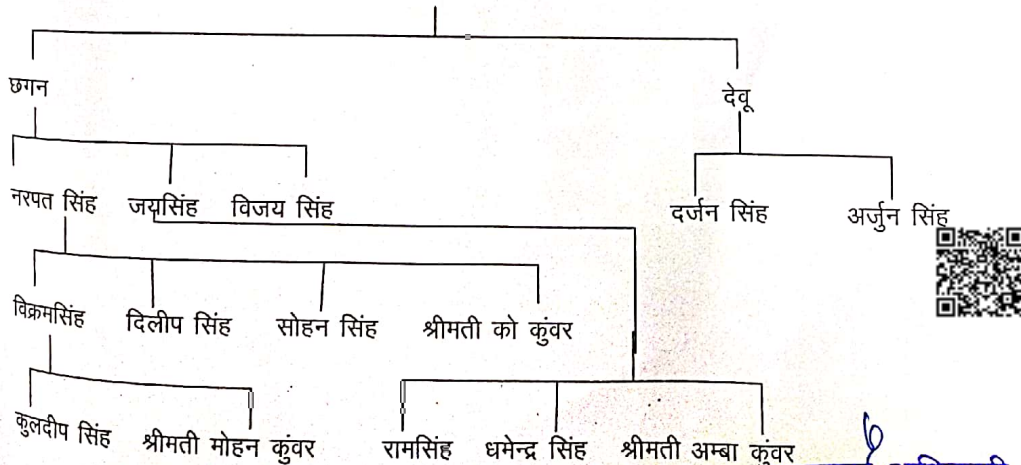 छगन
देवू
नरपत सिंह जयसिंह विजय सिंह
दर्जन सिंह अर्जुन सिंह
विक्रमसिंह दिलीप सिंह सोहन सिंह श्रीमती को कुंवर
कुलदीप सिंह श्रीमती मोहन कुंवर रामसिंह धमेन्द्र सिंह श्रीमती अम्बा कुंवर